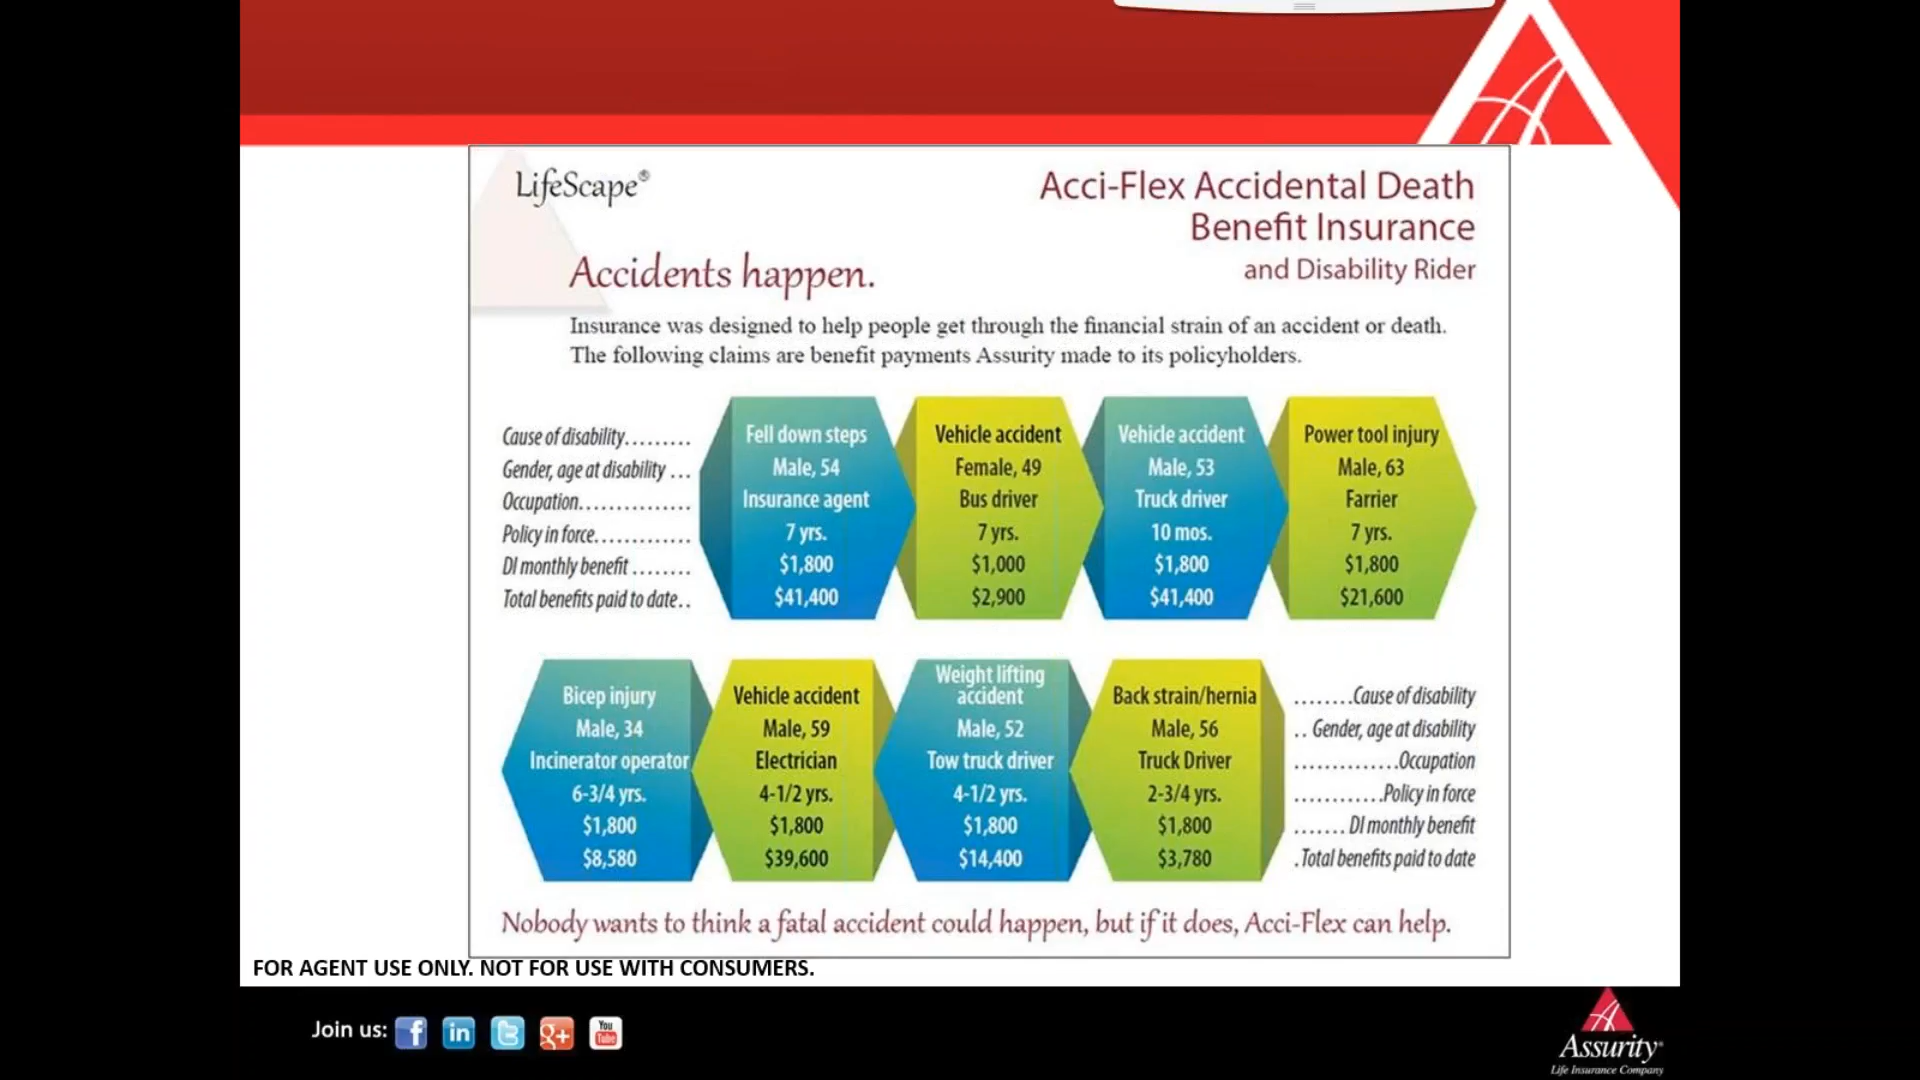 LifeScape®
Acci-Flex Accidental Death
Benefit Insurance
and Disability Rider
Accidents happen.
Insurance was designed to help people get through the financial strain of an accident or death.
The following claims are benefit payments Assurity made to its policyholders.
Cause of disability......... Fell down steps Vehicle accident Vehicle accident Power tool injury
Gender, age at disability ... Male, 54 Female, 49 Male, 53 Male, 63
Occupation............... Insurance agent Bus driver Truck driver Farrier
Policy in force............. 7 yrs. 7 yrs. 10 mos. 7 yrs.
DI monthly benefit ........ $1,800 $1,000 $1,800 $1,800
Total benefits paid to date.. $41,400 $2,900 $41,400 $21,600
Weight lifting
Bicep injury Vehicle accident accident Back strain/hernia ........Cause of disability
Male, 34 Male, 59 Male, 52 Male, 56 .. Gender, age at disability
Incinerator operator Electrician Tow truck driver Truck Driver .............Occupation
6-3/4 yrs. 4-1/2 yrs. 4-1/2 yrs. 2-3/4 yrs. ............Policy in force
$1,800 $1,800 $1,800 $1,800 ....... DI monthly benefit
$8,580 $39,600 $14,400 $3,780 .Total benefits paid to date
Nobody wants to think a fatal accident could happen, but if it does, Acci-Flex can help.
FOR AGENT USE ONLY. NOT FOR USE WITH CONSUMERS.
Join us: f in t g+ You Tube
Assurity®
Life Insurance Company